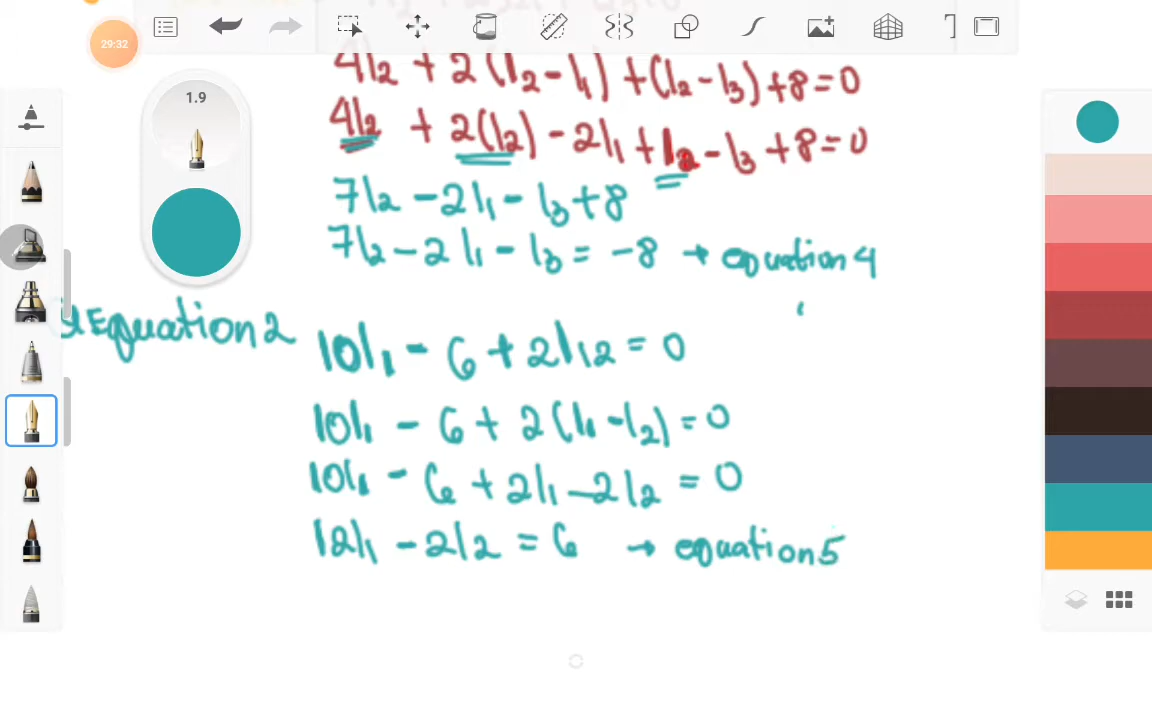 29:32
1.9
4I2 + 2(I2 - I1) + (I2 - I3) + 8 = 0
4I2 + 2(I2) - 2I1 + I2 - I3 + 8 = 0
7I2 - 2I1 - I3 + 8
7I2 - 2I1 - I3 = -8 → equation 4
Equation 2
10I1 - 6 + 2I12 = 0
10I1 - 6 + 2(I1 - I2) = 0
10I1 - 6 + 2I1 - 2I2 = 0
12I1 - 2I2 = 6 → equation 5